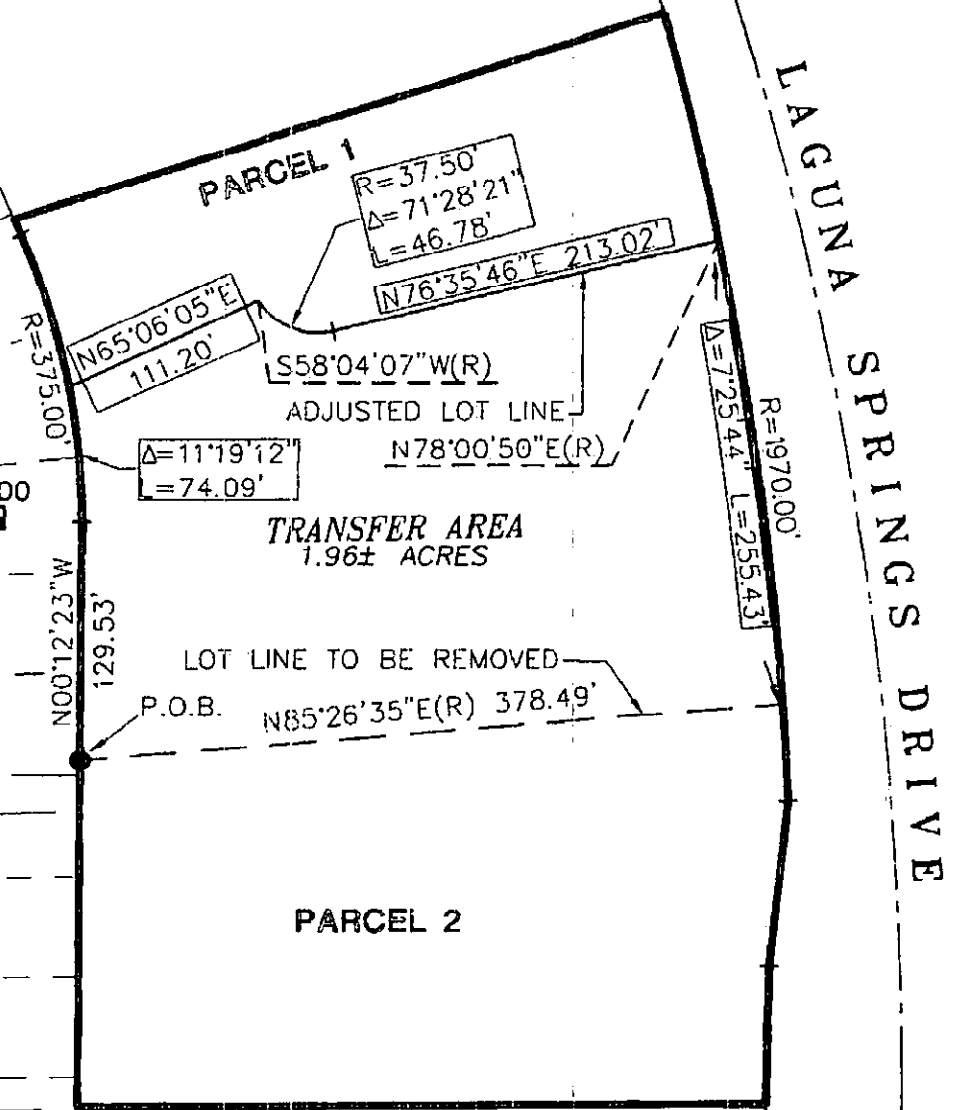 LAGUNA SPRINGS DRIVE
PARCEL 1
R=37.50'
Δ=71°28'21"
L=46.78'
N76°35'46"E 213.02'
N65°06'05"E
111.20'
R=375.00'
S58°04'07"W(R)
ADJUSTED LOT LINE
N78°00'50"E(R)
Δ=7°25'44" L=255.43'
R=1970.00'
Δ=11°19'12"
L=74.09'
00
TRANSFER AREA
1.96± ACRES
N00°12'23"W
129.53'
LOT LINE TO BE REMOVED
P.O.B.
N85°26'35"E(R) 378.49'
PARCEL 2